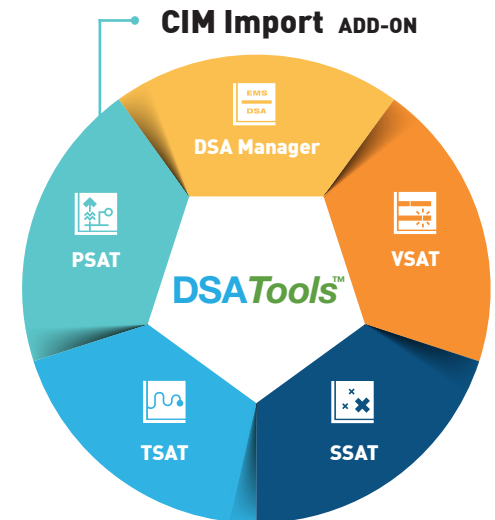 CIM Import ADD-ON
EMS
DSA
DSA Manager
PSAT
VSAT
DSATools™
TSAT
SSAT